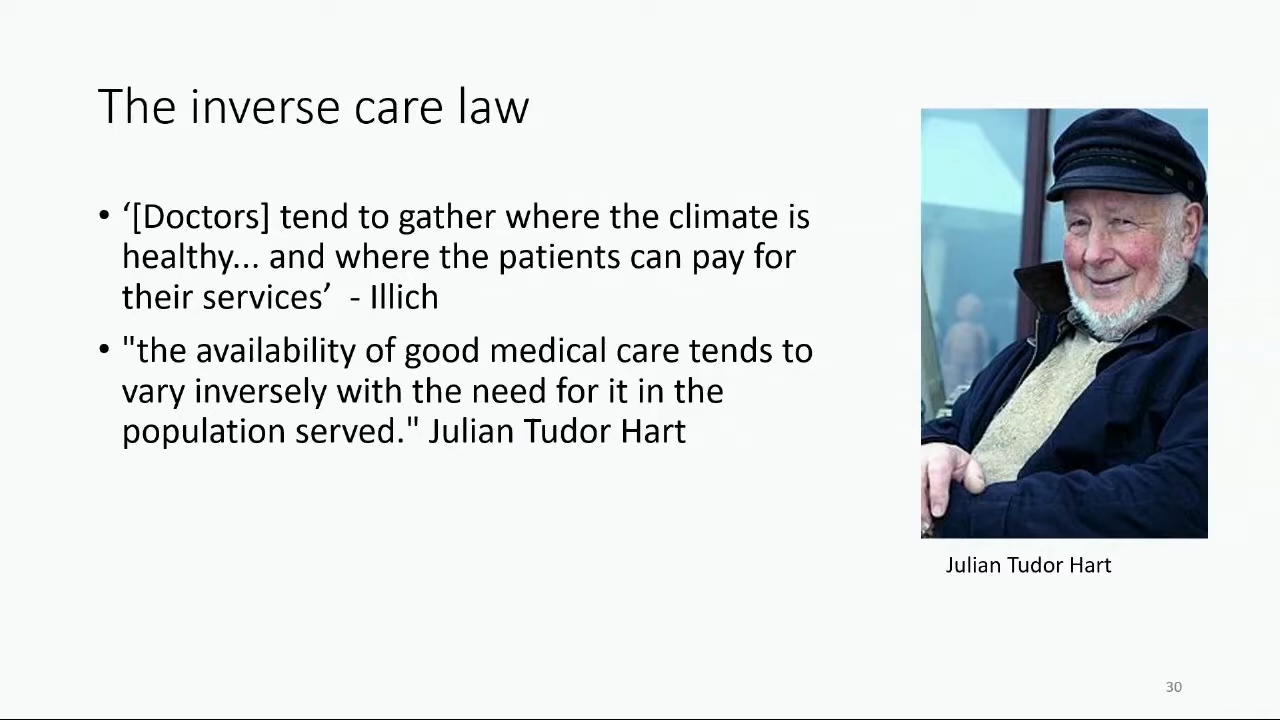 The inverse care law
• ‘[Doctors] tend to gather where the climate is
healthy... and where the patients can pay for
their services’  - Illich
• "the availability of good medical care tends to
vary inversely with the need for it in the
population served." Julian Tudor Hart
Julian Tudor Hart
30